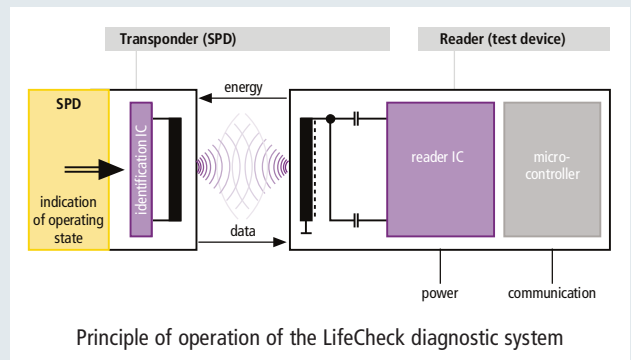 Transponder (SPD)
Reader (test device)
SPD
energy
identification IC
reader IC
micro-
controller
indication
of operating
state
data
power
communication
Principle of operation of the LifeCheck diagnostic system